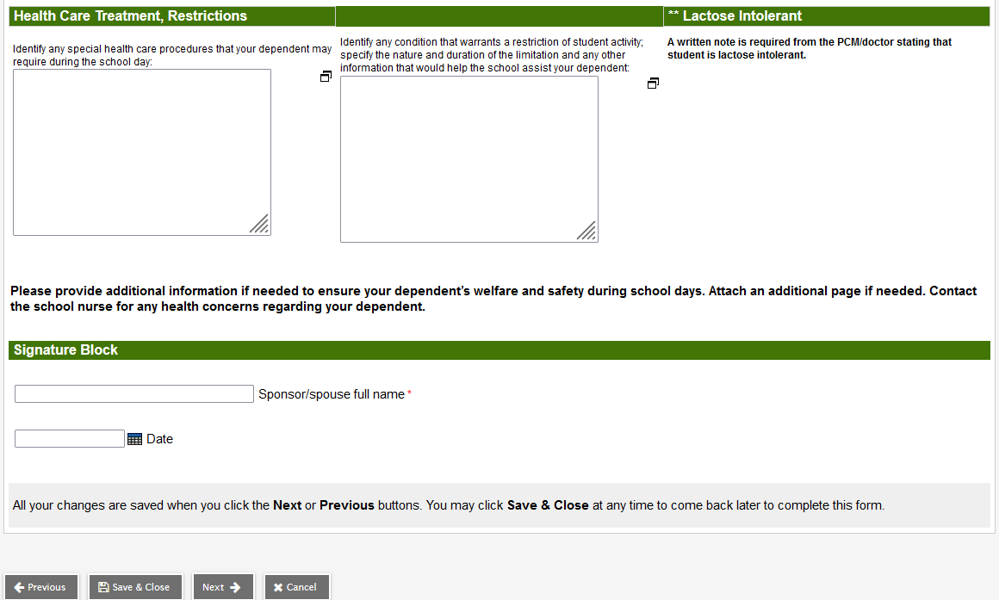 Health Care Treatment, Restrictions
** Lactose Intolerant
Identify any special health care procedures that your dependent may
require during the school day:
Identify any condition that warrants a restriction of student activity;
specify the nature and duration of the limitation and any other
information that would help the school assist your dependent:
A written note is required from the PCM/doctor stating that
student is lactose intolerant.
Please provide additional information if needed to ensure your dependent’s welfare and safety during school days. Attach an additional page if needed. Contact
the school nurse for any health concerns regarding your dependent.
Signature Block
Sponsor/spouse full name *
Date
All your changes are saved when you click the Next or Previous buttons. You may click Save & Close at any time to come back later to complete this form.
Previous
Save & Close
Next
Cancel